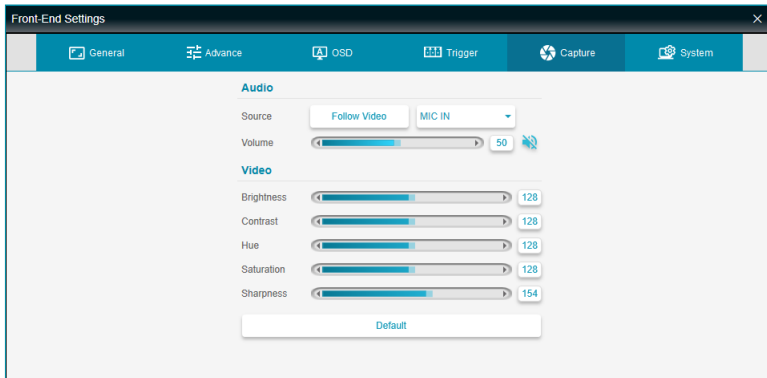 Front-End Settings
General Advance OSD Trigger Capture System
Audio
Source Follow Video MIC IN
Volume 50
Video
Brightness 128
Contrast 128
Hue 128
Saturation 128
Sharpness 154
Default